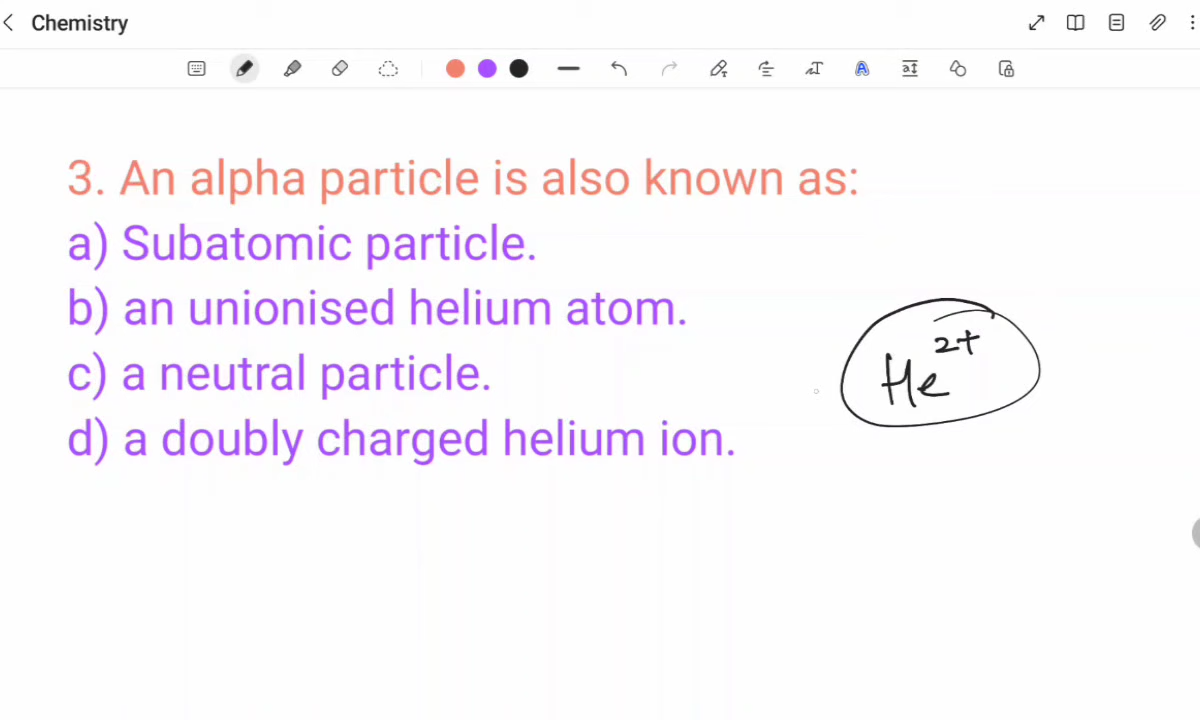 Chemistry
3. An alpha particle is also known as:
a) Subatomic particle.
b) an unionised helium atom.
c) a neutral particle.
d) a doubly charged helium ion.
He²⁺